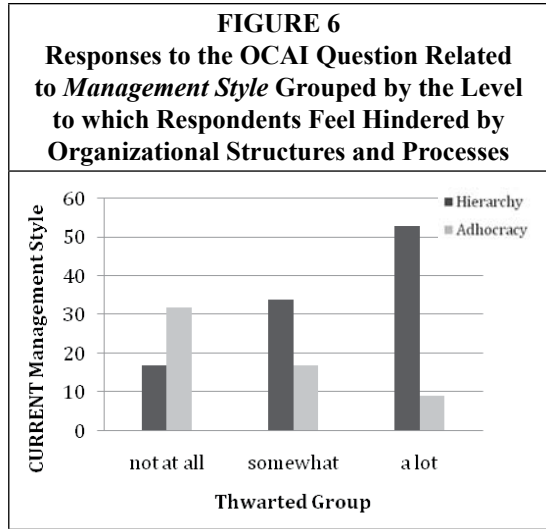 FIGURE 6
Responses to the OCAI Question Related
to Management Style Grouped by the Level
to which Respondents Feel Hindered by
Organizational Structures and Processes
CURRENT Management Style
60
50
40
30
20
10
0
Hierarchy
Adhocracy
not at all
somewhat
a lot
Thwarted Group